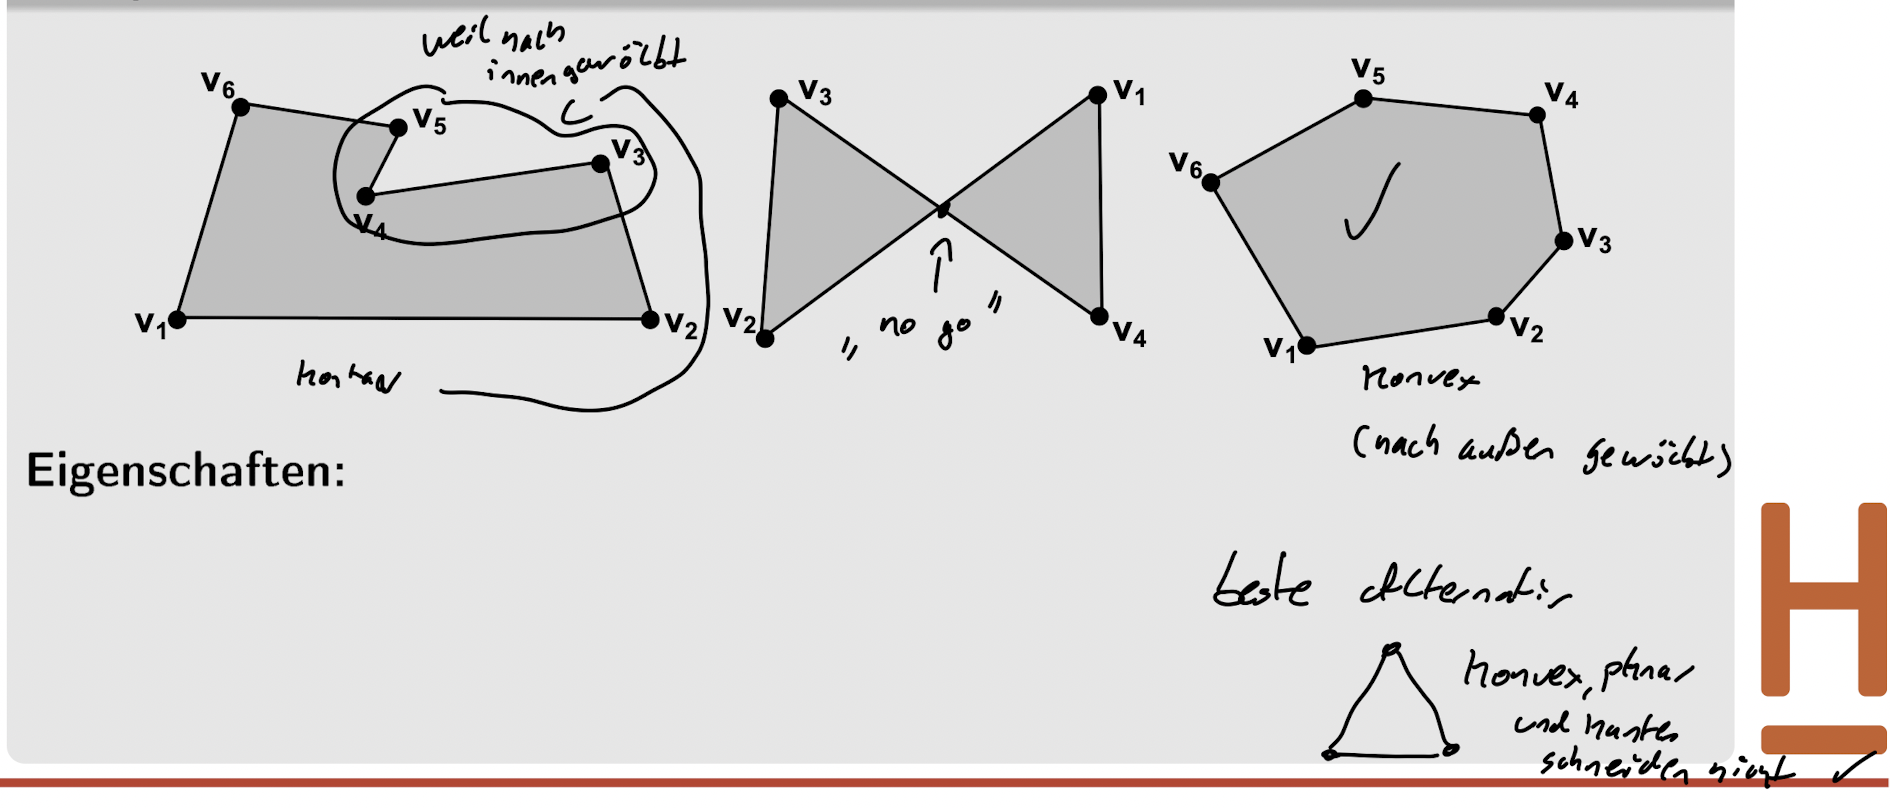 weil nach
innen gewölbt
v6
v5
v3
v4
v1
v2
konkav
v3
v1
v2
v4
„ no go "
v5
v4
v6
v3
v2
v1
Konvex
(nach außen gewölbt)
Eigenschaften:
beste Alternativ
Konvex, planar
und Kanten
schneiden nicht ✓
H